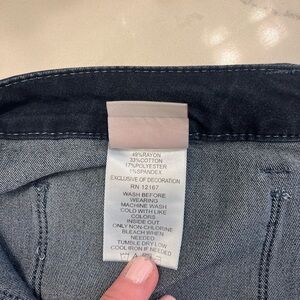 49%RAYON
33%COTTON
17%POLYESTER
1%SPANDEX
EXCLUSIVE OF DECORATION
RN 12167
WASH BEFORE
WEARING
MACHINE WASH
COLD WITH LIKE
COLORS
INSIDE OUT
ONLY NON-CHLORINE
BLEACH WHEN
NEEDED
TUMBLE DRY LOW
COOL IRON IF NEEDED